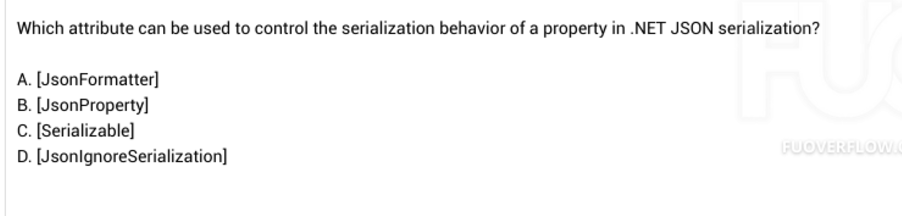 Which attribute can be used to control the serialization behavior of a property in .NET JSON serialization?
A. [JsonFormatter]
B. [JsonProperty]
C. [Serializable]
D. [JsonIgnoreSerialization]
FUOVERFLOW.